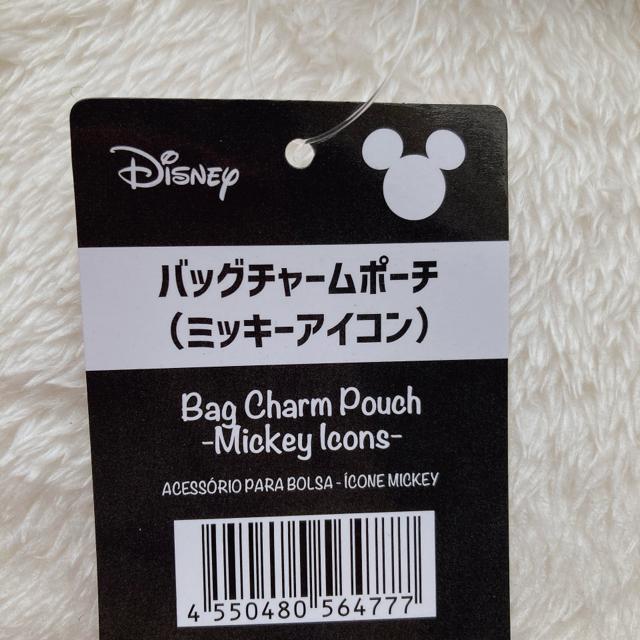 Disney
バッグチャームポーチ
（ミッキーアイコン）
Bag Charm Pouch
-Mickey Icons-
ACESSÓRIO PARA BOLSA - ÍCONE MICKEY
4 550480 564777